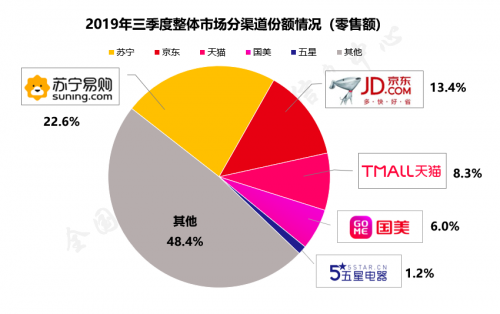 2019年三季度整体市场分渠道份额情况（零售额）
苏宁 京东 天猫 国美 五星 其他
苏宁易购
suning.com
22.6%
JD.COM 京东
多·快·好·省
13.4%
TMALL天猫
8.3%
GOME 国美
6.0%
5STAR.CN
五星电器
1.2%
其他
48.4%